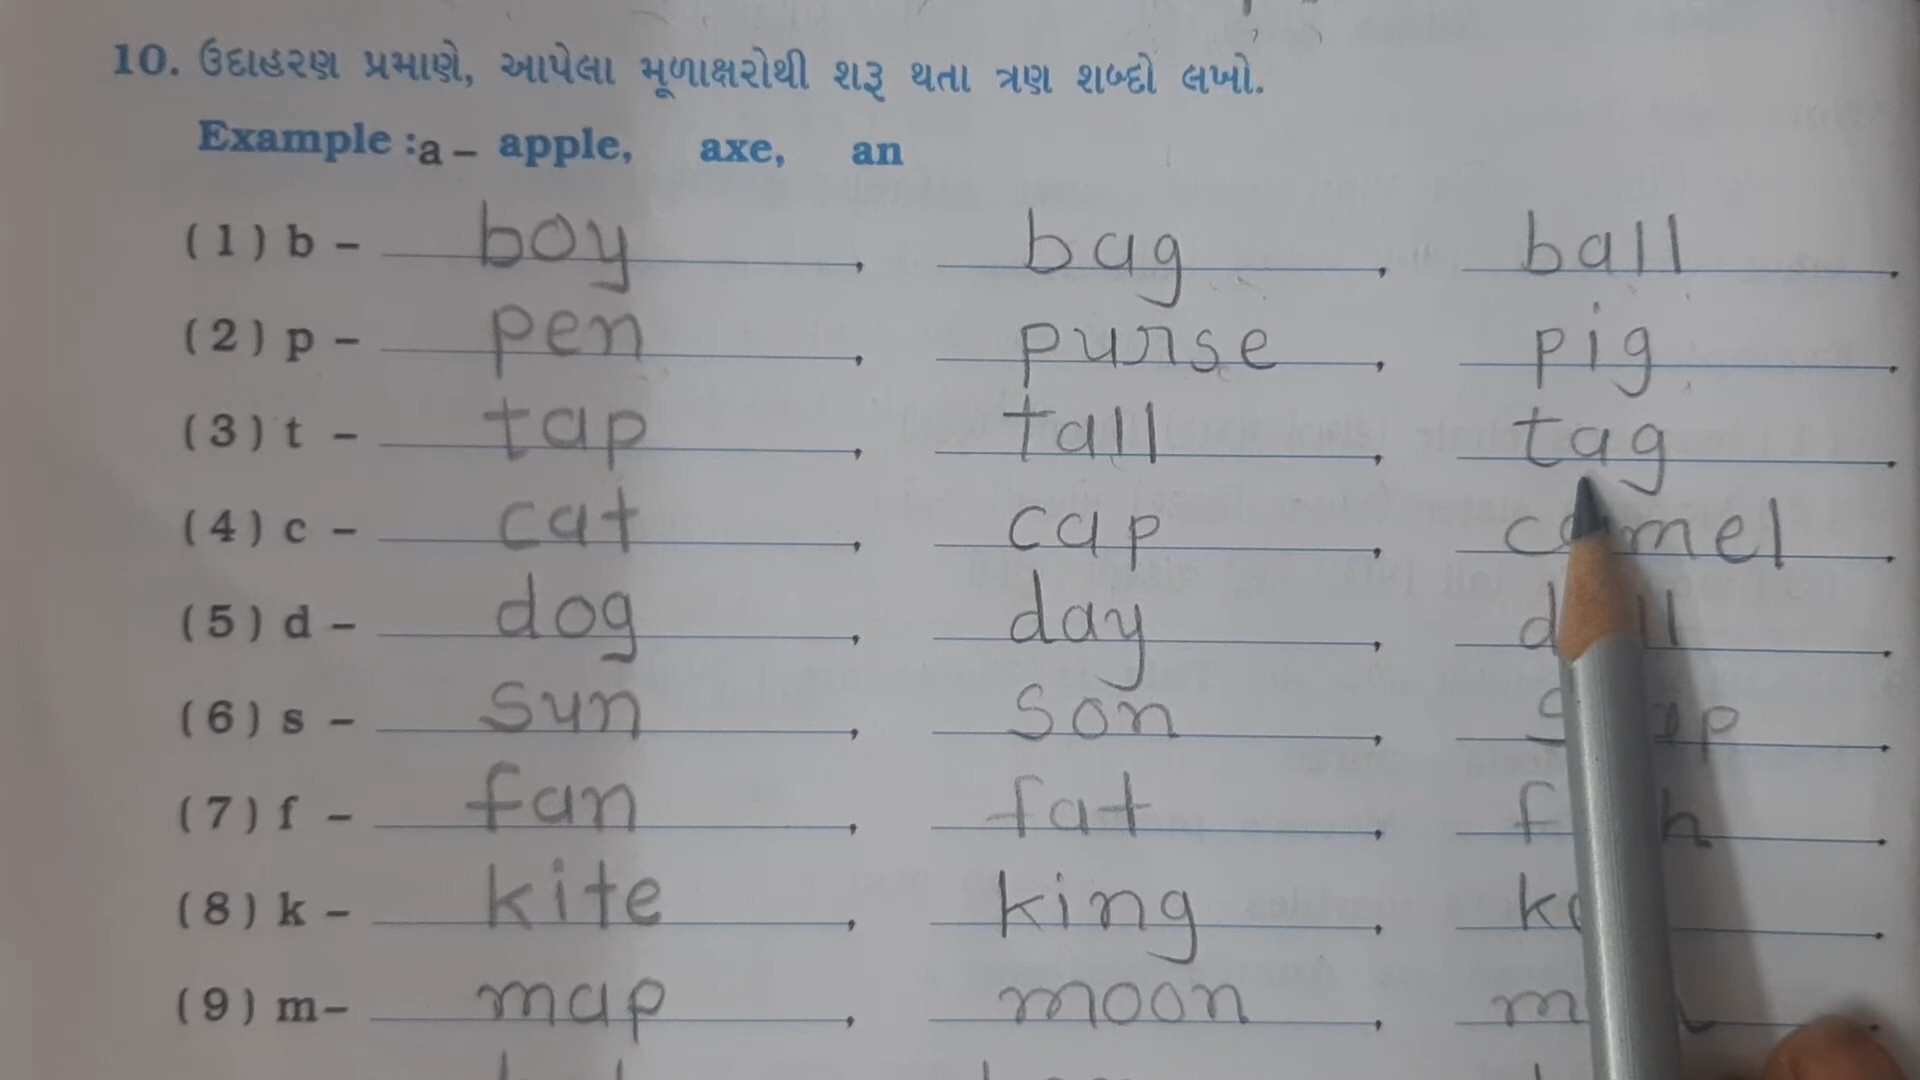 10. ઉદાહરણ પ્રમાણે, આપેલા મૂળાક્ષરોથી શરૂ થતા ત્રણ શબ્દો લખો.
Example : a – apple, axe, an
(1) b – boy, bag, ball.
(2) p – pen, purse, pig.
(3) t – tap, tall, tag.
(4) c – cat, cap, camel.
(5) d – dog, day,
(6) s – sun, son,
(7) f – fan, fat,
(8) k – kite, king,
(9) m – map, moon,